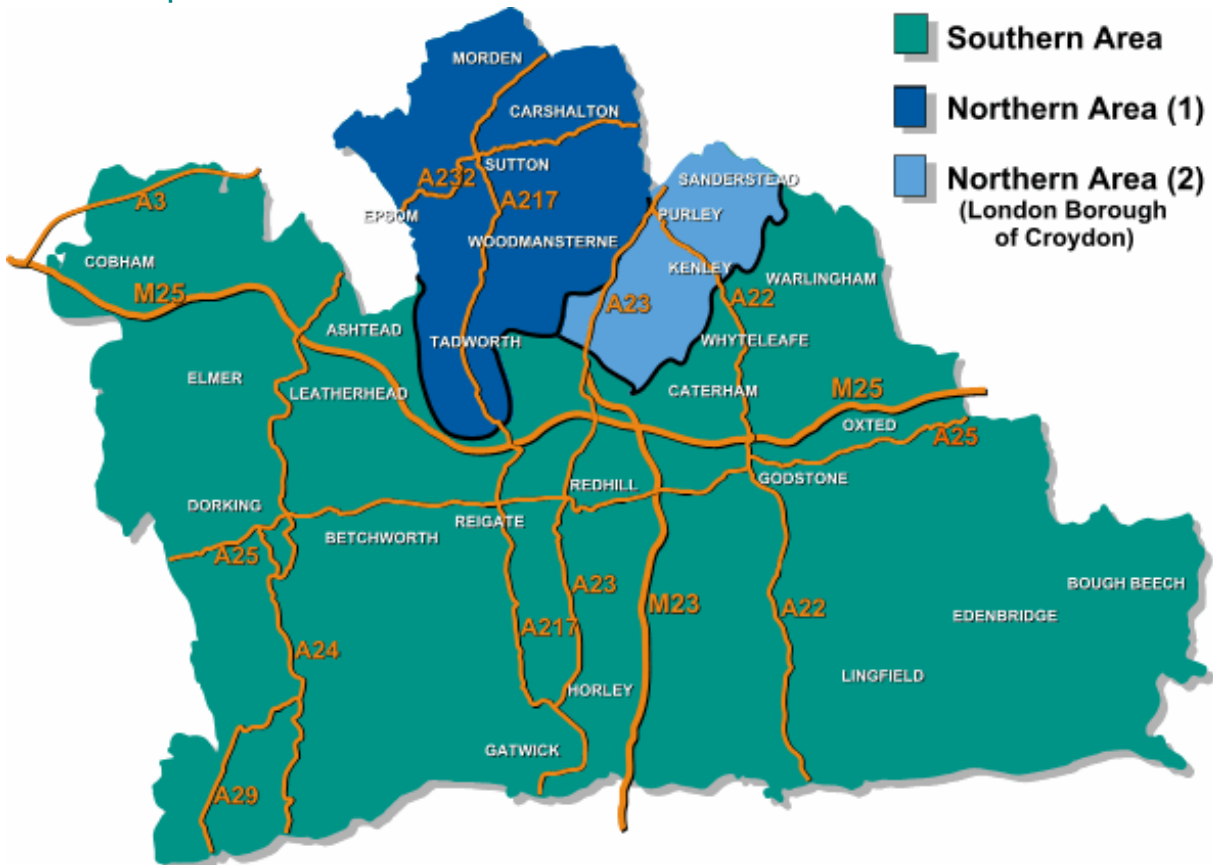 MORDEN
CARSHALTON
SUTTON
A232
A217
EPSOM
WOODMANSTERNE
TADWORTH
Southern Area
Northern Area (1)
Northern Area (2)
(London Borough
of Croydon)
SANDERSTEAD
PURLEY
KENLEY
WARLINGHAM
A23
A22
WHYTELEAFE
CATERHAM
A3
COBHAM
M25
ASHTEAD
ELMER
LEATHERHEAD
M25
OXTED
A25
GODSTONE
REDHILL
DORKING
REIGATE
BETCHWORTH
A25
A23
M23
A22
BOUGH BEECH
EDENBRIDGE
A217
A24
LINGFIELD
HORLEY
GATWICK
A29